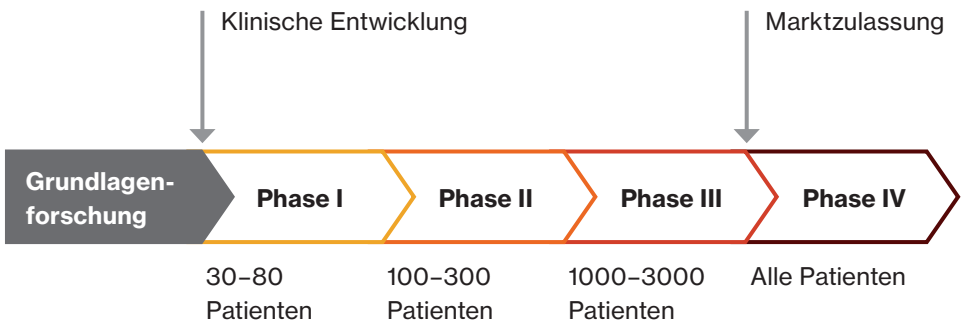 Klinische Entwicklung
Marktzulassung
Grundlagen-
forschung
Phase I
Phase II
Phase III
Phase IV
30–80
Patienten
100–300
Patienten
1000–3000
Patienten
Alle Patienten